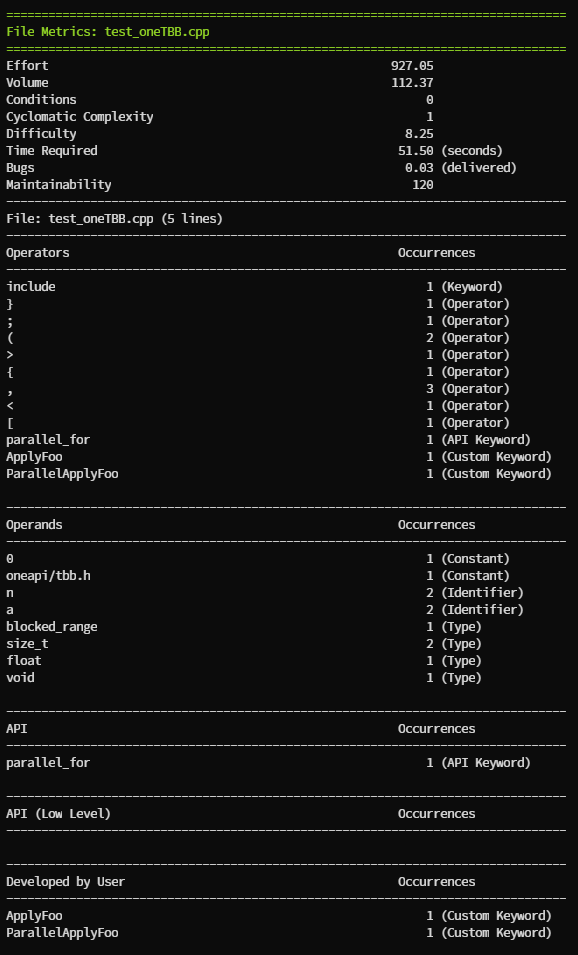 ================================================================================
File Metrics: test_oneTBB.cpp
================================================================================
Effort 927.05
Volume 112.37
Conditions 0
Cyclomatic Complexity 1
Difficulty 8.25
Time Required 51.50 (seconds)
Bugs 0.03 (delivered)
Maintainability 120
--------------------------------------------------------------------------------
File: test_oneTBB.cpp (5 lines)
--------------------------------------------------------------------------------
Operators Occurrences
--------------------------------------------------------------------------------
include 1 (Keyword)
} 1 (Operator)
; 1 (Operator)
( 2 (Operator)
> 1 (Operator)
{ 1 (Operator)
, 3 (Operator)
< 1 (Operator)
[ 1 (Operator)
parallel_for 1 (API Keyword)
ApplyFoo 1 (Custom Keyword)
ParallelApplyFoo 1 (Custom Keyword)
--------------------------------------------------------------------------------
Operands Occurrences
--------------------------------------------------------------------------------
0 1 (Constant)
oneapi/tbb.h 1 (Constant)
n 2 (Identifier)
a 2 (Identifier)
blocked_range 1 (Type)
size_t 2 (Type)
float 1 (Type)
void 1 (Type)
--------------------------------------------------------------------------------
API Occurrences
--------------------------------------------------------------------------------
parallel_for 1 (API Keyword)
--------------------------------------------------------------------------------
API (Low Level) Occurrences
--------------------------------------------------------------------------------
--------------------------------------------------------------------------------
Developed by User Occurrences
--------------------------------------------------------------------------------
ApplyFoo 1 (Custom Keyword)
ParallelApplyFoo 1 (Custom Keyword)